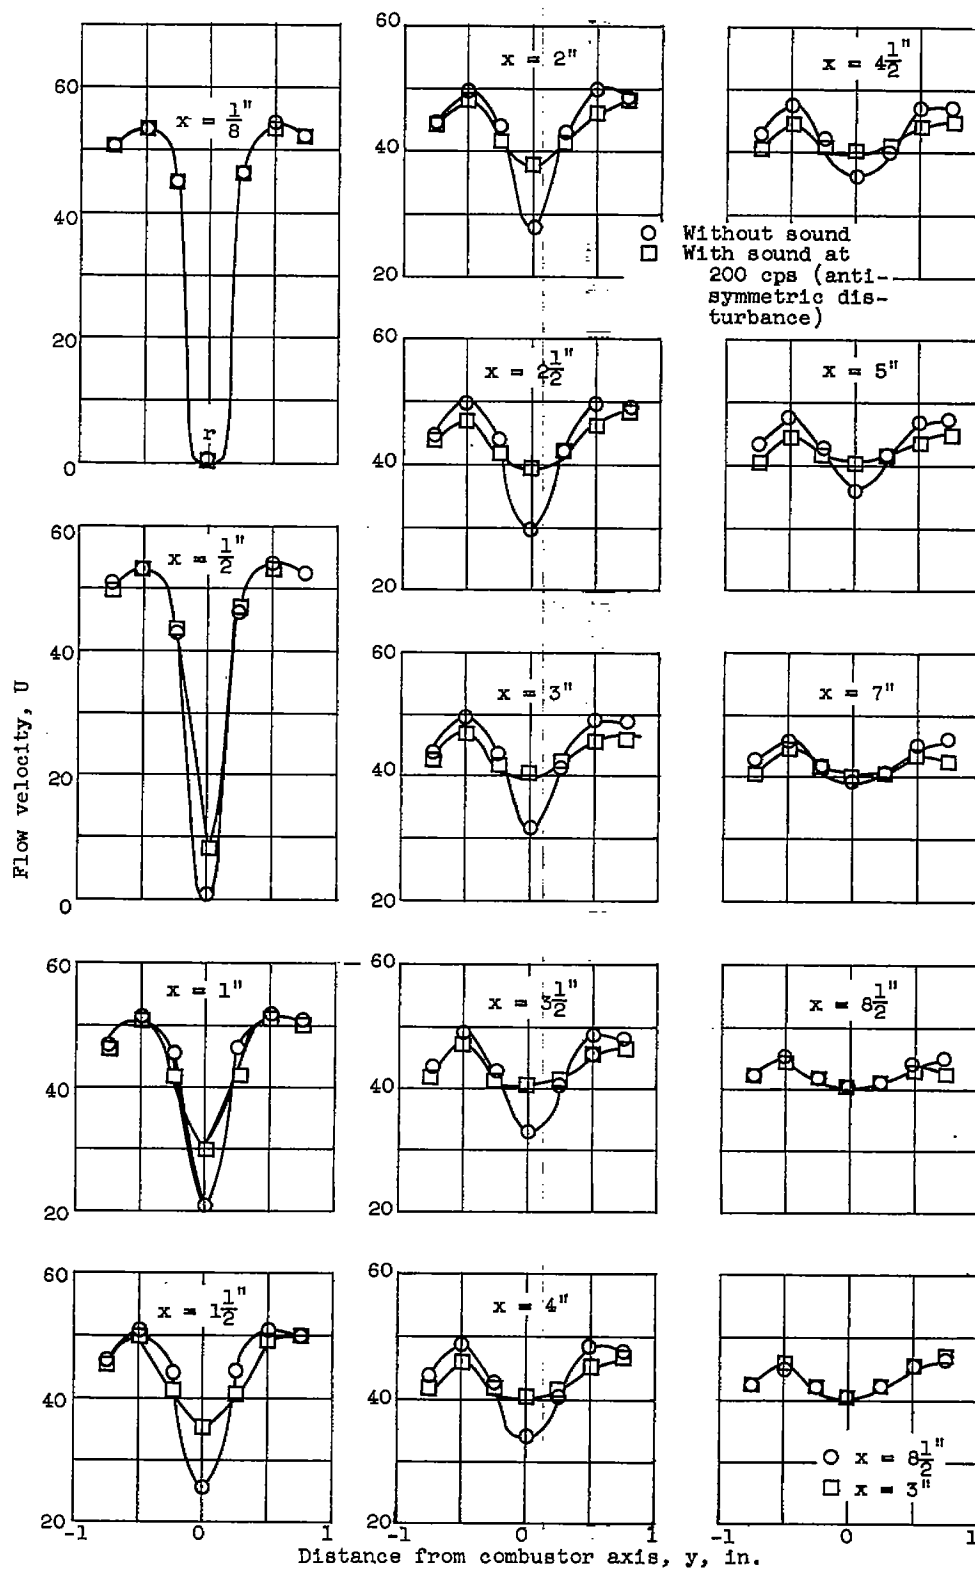 60
40
20
0
x = 1/8"
r
60
40
20
0
x = 1/2"
60
40
20
x = 1"
60
40
20
x = 1 1/2"
-1
0
1
60
40
20
x = 2"
60
40
20
x = 2 1/2"
60
40
20
x = 3"
60
40
20
x = 3 1/2"
60
40
20
x = 4"
-1
0
1
x = 4 1/2"
Without sound
With sound at
200 cps (anti-
symmetric dis-
turbance)
x = 5"
x = 7"
x = 8 1/2"
x = 8 1/2"
x = 3"
-1
0
1
Flow velocity, U
Distance from combustor axis, y, in.